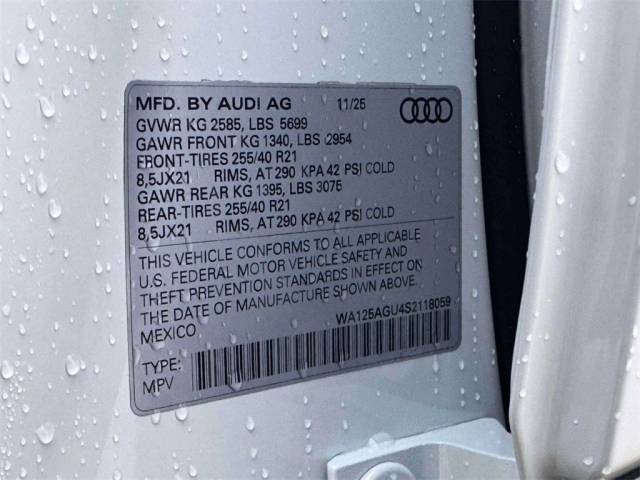 MFD. BY AUDI AG 11/25
GVWR KG 2585, LBS 5699
GAWR FRONT KG 1340, LBS 2954
FRONT-TIRES 255/40 R21
8,5JX21 RIMS, AT 290 KPA 42 PSI COLD
GAWR REAR KG 1395, LBS 3075
REAR-TIRES 255/40 R21
8,5JX21 RIMS, AT 290 KPA 42 PSI COLD
THIS VEHICLE CONFORMS TO ALL APPLICABLE
U.S. FEDERAL MOTOR VEHICLE SAFETY AND
THEFT PREVENTION STANDARDS IN EFFECT ON
THE DATE OF MANUFACTURE SHOWN ABOVE.
MEXICO WA125AGU4S2118059
TYPE:
MPV